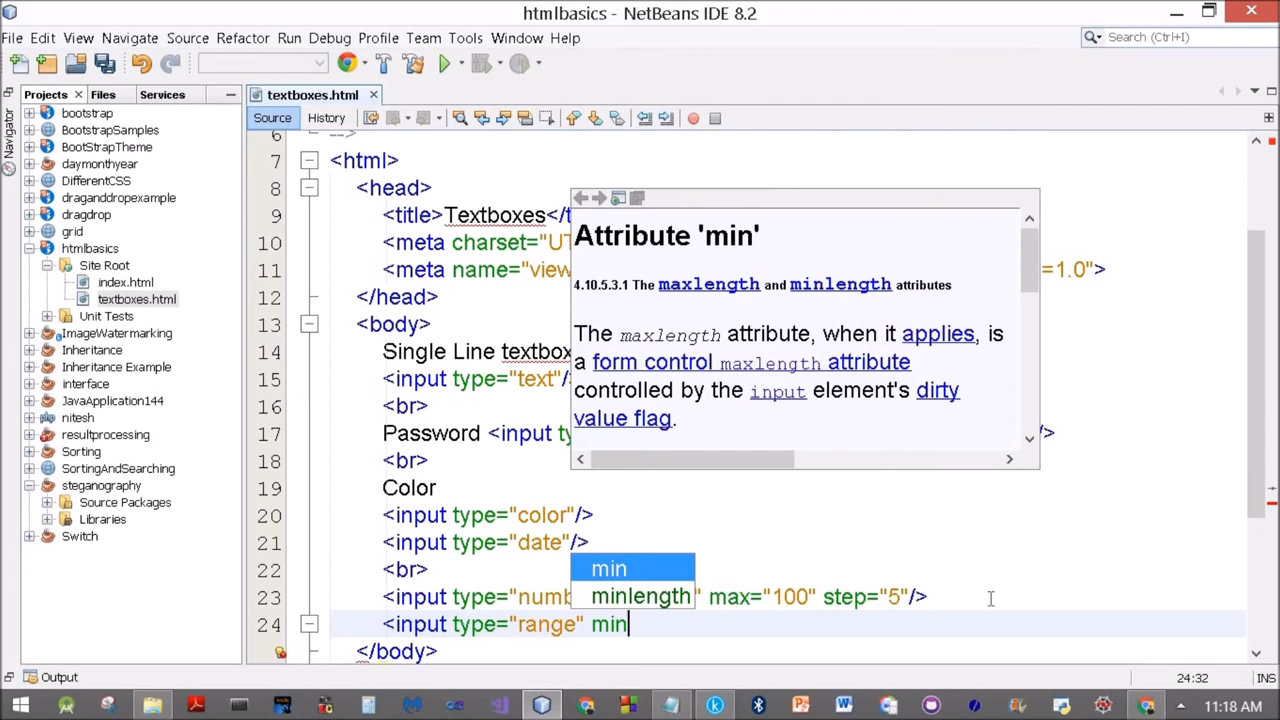 htmlbasics - NetBeans IDE 8.2
File Edit View Navigate Source Refactor Run Debug Profile Team Tools Window Help
Search (Ctrl+I)
Projects Files Services
textboxes.html
Navigator
Source History
bootstrap
BootstrapSamples
BootStrapTheme
daymonthyear
DifferentCSS
draganddropexample
dragdrop
grid
htmlbasics
Site Root
index.html
textboxes.html
Unit Tests
ImageWatermarking
Inheritance
Inheritance Example
interface
JavaApplication144
nitesh
resultprocessing
Sorting
SortingAndSearching
steganography
Source Packages
Libraries
Switch
6 -->
7 <html>
8 <head>
9 <title>Textboxes</t
10 <meta charset="UT
11 <meta name="view =1.0">
12 </head>
13 <body>
14 Single Line textbox
15 <input type="text"/>
16 <br>
17 Password <input ty />
18 <br>
19 Color
20 <input type="color"/>
21 <input type="date"/>
22 <br>
23 <input type="numb " max="100" step="5"/>
24 <input type="range" min
</body>
Attribute 'min'
4.10.5.3.1 The maxlength and minlength attributes
The maxlength attribute, when it applies, is
a form control maxlength attribute
controlled by the input element's dirty
value flag.
min
minlength
Output
24:32 INS
11:18 AM